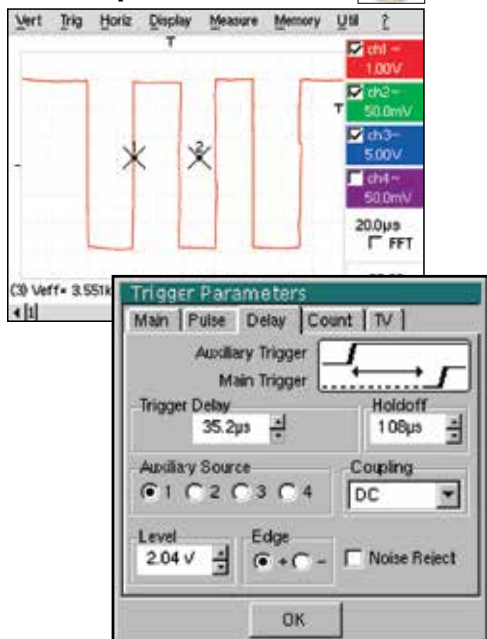 Vert Trig Horiz Display Measure Memory Util ?
T
ch1
1.00V
ch2
50.0mV
T
ch3
5.00V
ch4
50.0mV
20.0µs
FFT
1 2
(3) Veff= 3.551k
1
Trigger Parameters
Main Pulse Delay Count TV
Auxiliary Trigger
Main Trigger
Trigger Delay Holdoff
35.2µs 108µs
Auxiliary Source Coupling
1 2 3 4 DC
Level Edge
2.04 V + - Noise Reject
OK